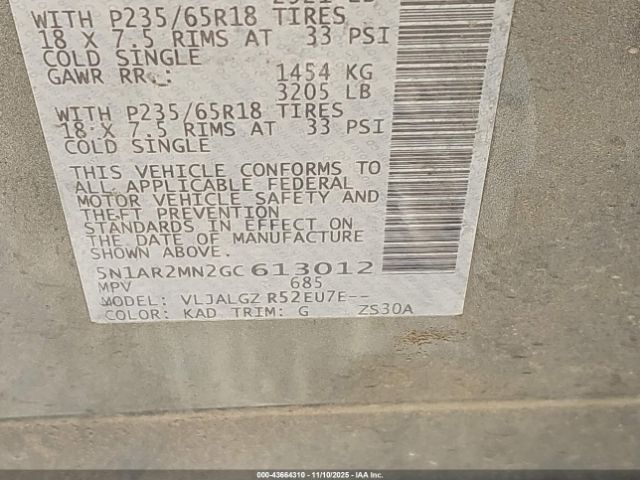 WITH P235/65R18 TIRES
18 X 7.5 RIMS AT 33 PSI
COLD SINGLE
GAWR RR.: 1454 KG
3205 LB
WITH P235/65R18 TIRES
18 X 7.5 RIMS AT 33 PSI
COLD SINGLE
THIS VEHICLE CONFORMS TO
ALL APPLICABLE FEDERAL
MOTOR VEHICLE SAFETY AND
THEFT PREVENTION
STANDARDS IN EFFECT ON
THE DATE OF MANUFACTURE
SHOWN ABOVE.
5N1AR2MN2GC613012
MPV 685
MODEL: VLJALGZ R52EU7E--
COLOR: KAD TRIM: G ZS30A
000-43664310 - 11/10/2025 - IAA Inc.